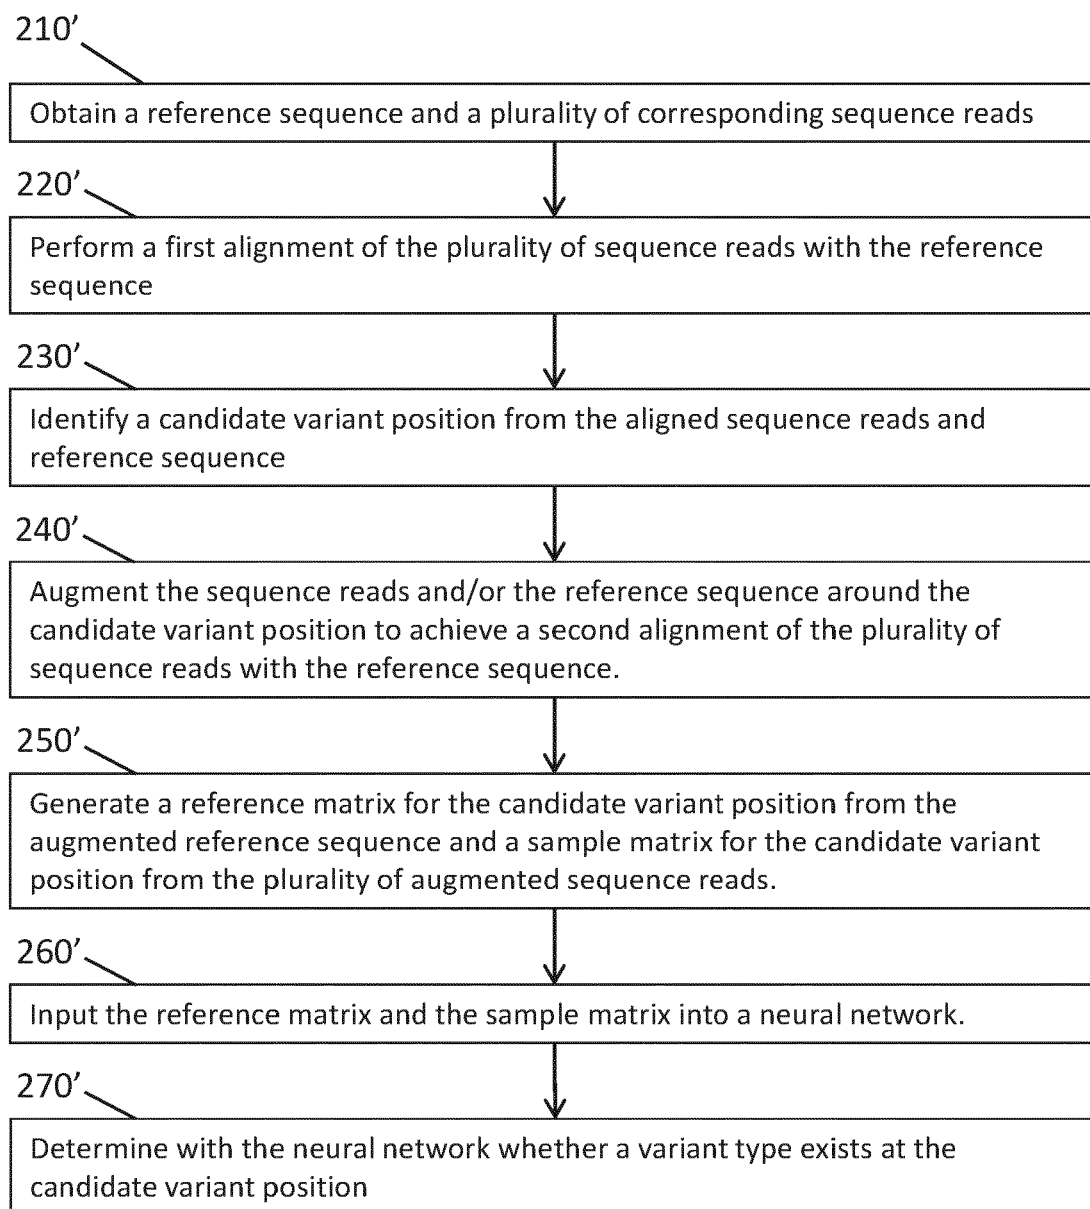 210’
Obtain a reference sequence and a plurality of corresponding sequence reads
220’
Perform a first alignment of the plurality of sequence reads with the reference
sequence
230’
Identify a candidate variant position from the aligned sequence reads and
reference sequence
240’
Augment the sequence reads and/or the reference sequence around the
candidate variant position to achieve a second alignment of the plurality of
sequence reads with the reference sequence.
250’
Generate a reference matrix for the candidate variant position from the
augmented reference sequence and a sample matrix for the candidate variant
position from the plurality of augmented sequence reads.
260’
Input the reference matrix and the sample matrix into a neural network.
270’
Determine with the neural network whether a variant type exists at the
candidate variant position